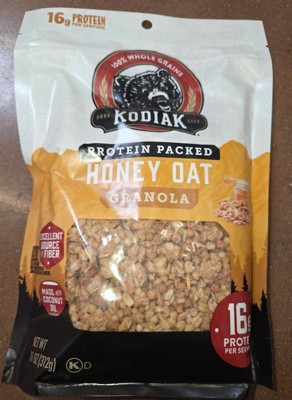 16g PROTEIN
PER SERVING
100% WHOLE GRAINS
KODIAK
PROTEIN PACKED
HONEY OAT
GRANOLA
EXCELLENT
SOURCE
OF FIBER
MADE WITH
COCONUT
OIL
NET WT
(312g)
K D
16g
PROTEIN
PER SERVING